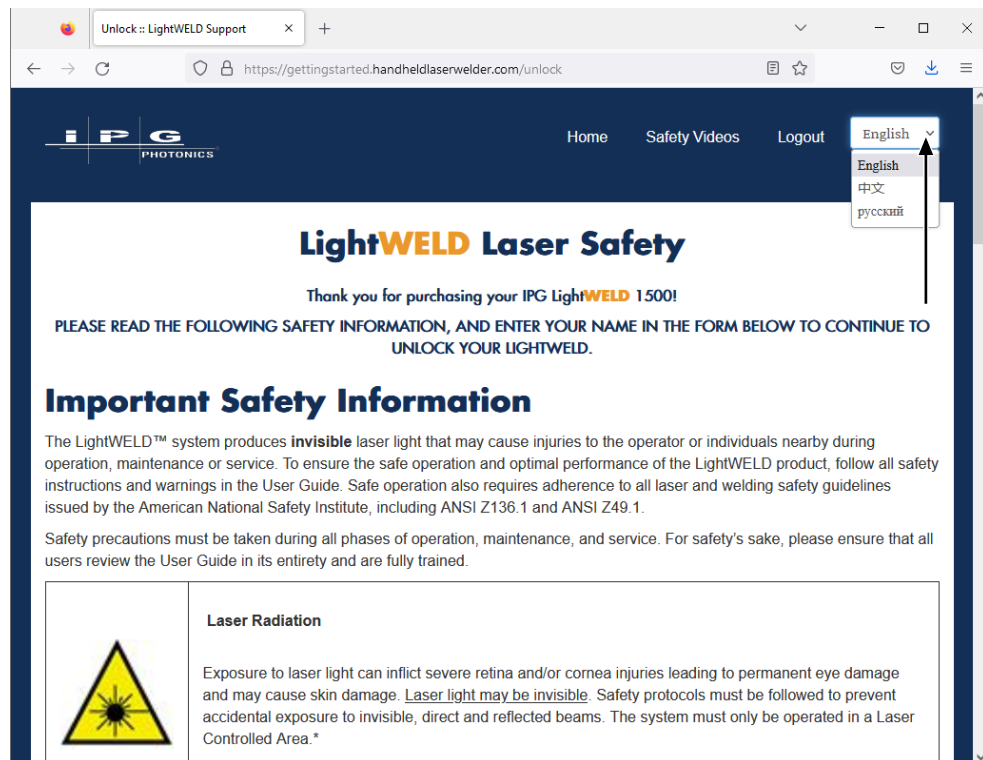 Unlock :: LightWELD Support
https://gettingstarted.handheldlaserwelder.com/unlock
IPG
PHOTONICS
Home Safety Videos Logout English
English
中文
русский
LightWELD Laser Safety
Thank you for purchasing your IPG LightWELD 1500!
PLEASE READ THE FOLLOWING SAFETY INFORMATION, AND ENTER YOUR NAME IN THE FORM BELOW TO CONTINUE TO
UNLOCK YOUR LIGHTWELD.
Important Safety Information
The LightWELD™ system produces invisible laser light that may cause injuries to the operator or individuals nearby during
operation, maintenance or service. To ensure the safe operation and optimal performance of the LightWELD product, follow all safety
instructions and warnings in the User Guide. Safe operation also requires adherence to all laser and welding safety guidelines
issued by the American National Safety Institute, including ANSI Z136.1 and ANSI Z49.1.
Safety precautions must be taken during all phases of operation, maintenance, and service. For safety's sake, please ensure that all
users review the User Guide in its entirety and are fully trained.
Laser Radiation
Exposure to laser light can inflict severe retina and/or cornea injuries leading to permanent eye damage
and may cause skin damage. Laser light may be invisible. Safety protocols must be followed to prevent
accidental exposure to invisible, direct and reflected beams. The system must only be operated in a Laser
Controlled Area.*